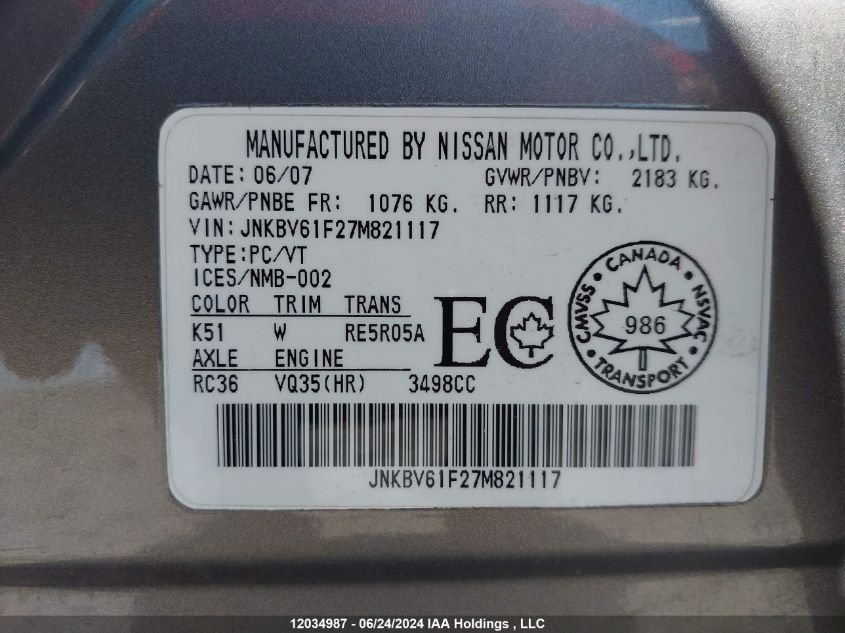 MANUFACTURED BY NISSAN MOTOR CO.,LTD.
DATE: 06/07 GVWR/PNBV: 2183 KG.
GAWR/PNBE FR: 1076 KG. RR: 1117 KG.
VIN: JNKBV61F27M821117
TYPE:PC/VT
ICES/NMB-002
COLOR TRIM TRANS
K51 W RE5R05A
AXLE ENGINE
RC36 VQ35(HR) 3498CC
EC
CANADA
CMVSS 986 NSVAC
TRANSPORT
JNKBV61F27M821117
12034987 - 06/24/2024 IAA Holdings , LLC